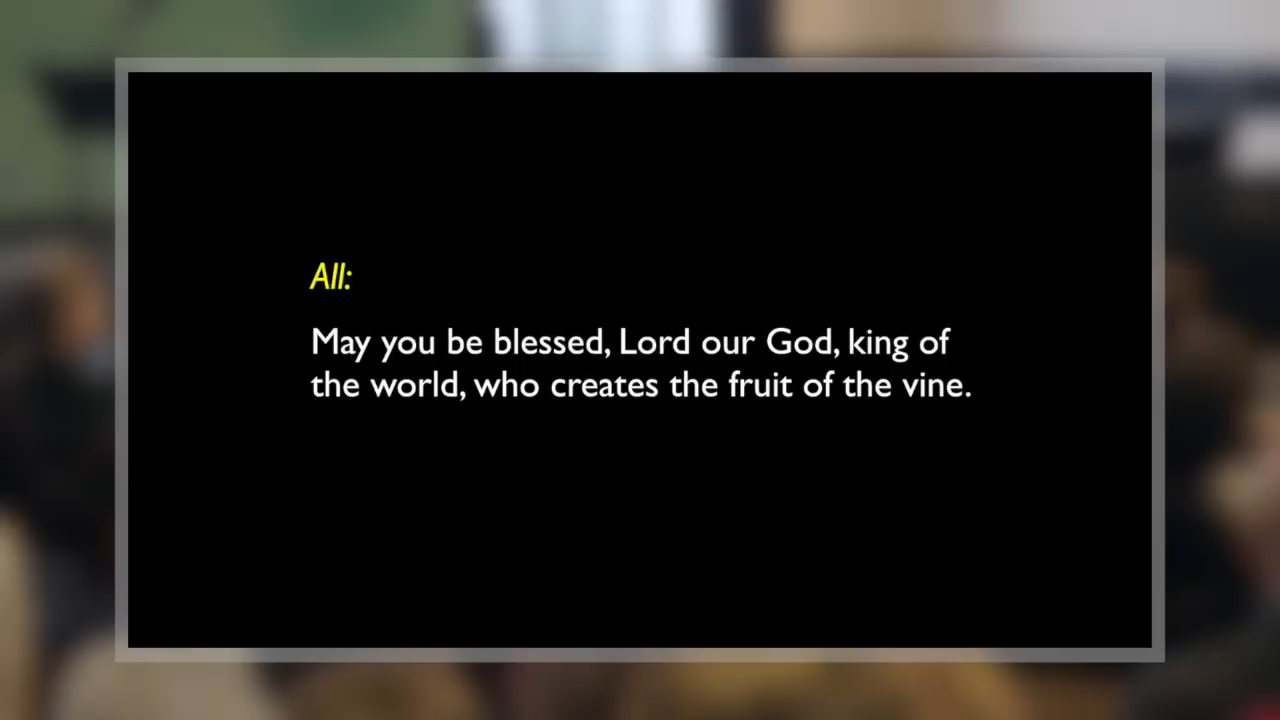 All:
May you be blessed, Lord our God, king of
the world, who creates the fruit of the vine.